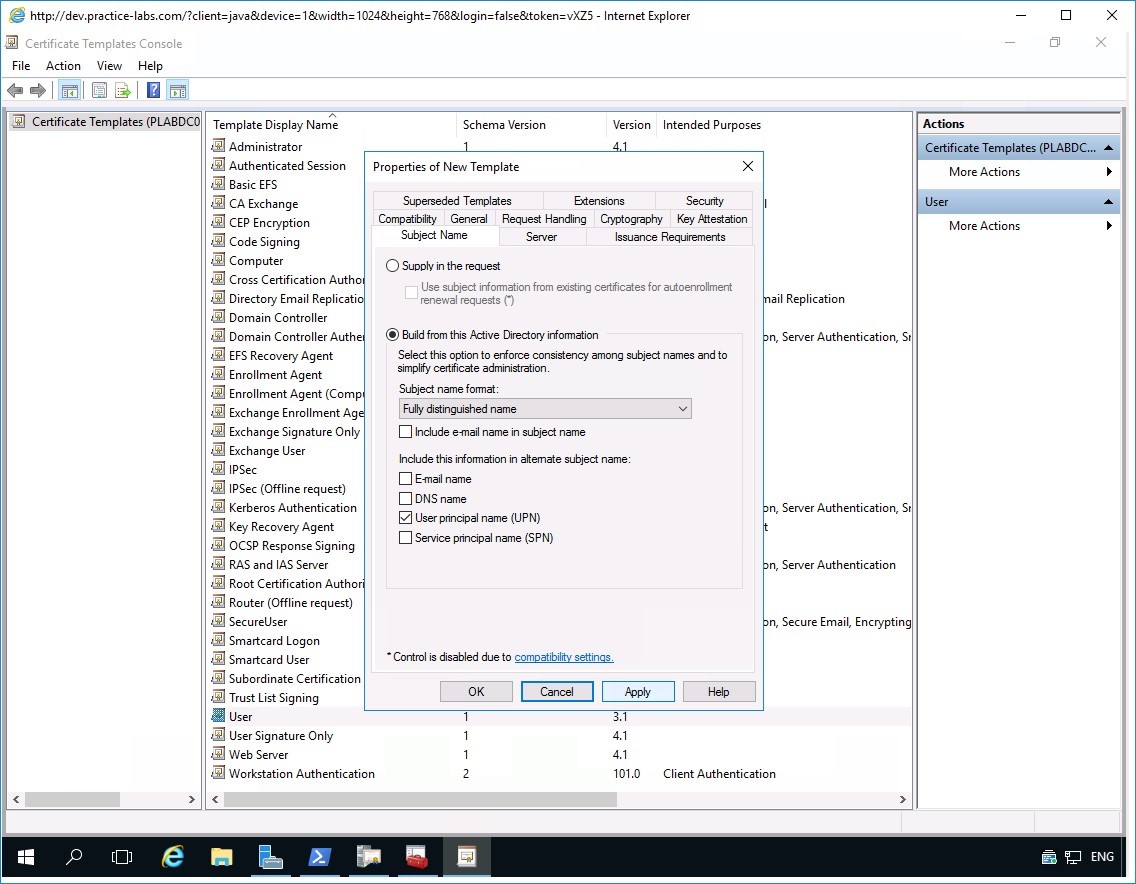 http://dev.practice-labs.com/?client=java&device=1&width=1024&height=768&login=false&token=vXZ5 - Internet Explorer
Certificate Templates Console
File Action View Help
Certificate Templates (PLABDC0
Template Display Name Schema Version Version Intended Purposes
Administrator 1 4.1
Authenticated Session
Basic EFS
CA Exchange
CEP Encryption
Code Signing
Computer
Cross Certification Author
Directory Email Replicatio mail Replication
Domain Controller
Domain Controller Authen on, Server Authentication, Sr
EFS Recovery Agent
Enrollment Agent
Enrollment Agent (Compu
Exchange Enrollment Age
Exchange Signature Only
Exchange User
IPSec
IPSec (Offline request)
Kerberos Authentication on, Server Authentication, Sr
Key Recovery Agent t
OCSP Response Signing
RAS and IAS Server on, Server Authentication
Root Certification Authori
Router (Offline request)
SecureUser on, Secure Email, Encrypting
Smartcard Logon
Smartcard User
Subordinate Certification
Trust List Signing
User 1 3.1
User Signature Only 1 4.1
Web Server 1 4.1
Workstation Authentication 2 101.0 Client Authentication
Properties of New Template
Superseded Templates Extensions Security
Compatibility General Request Handling Cryptography Key Attestation
Subject Name Server Issuance Requirements
Supply in the request
Use subject information from existing certificates for autoenrollment
renewal requests (*)
Build from this Active Directory information
Select this option to enforce consistency among subject names and to
simplify certificate administration.
Subject name format:
Fully distinguished name
Include e-mail name in subject name
Include this information in alternate subject name:
E-mail name
DNS name
User principal name (UPN)
Service principal name (SPN)
* Control is disabled due to compatibility settings.
OK Cancel Apply Help
Actions
Certificate Templates (PLABDC...
More Actions
User
More Actions
ENG